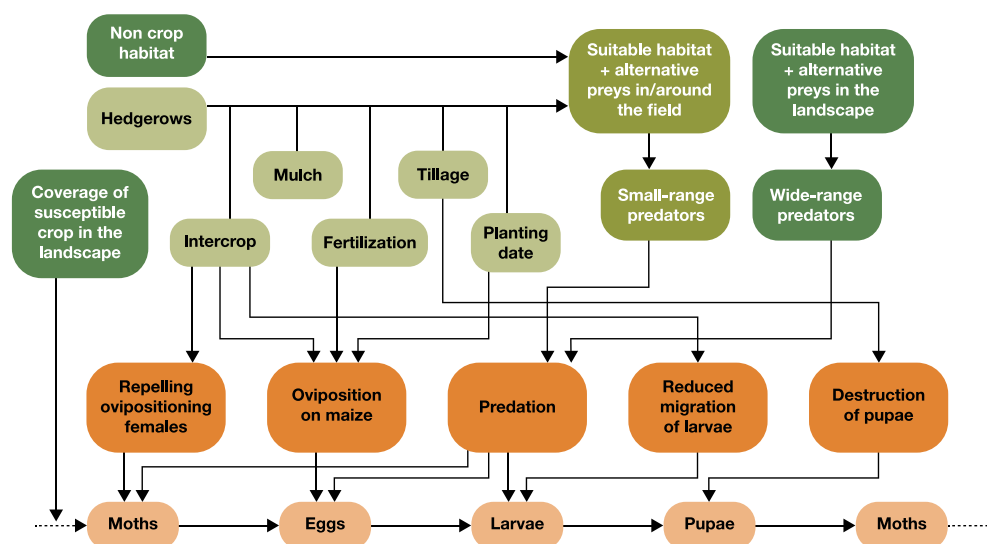 Non crop
habitat
Suitable habitat
+ alternative
preys in/around
the field
Suitable habitat
+ alternative
preys in the
landscape
Hedgerows
Mulch
Tillage
Coverage of
susceptible
crop in the
landscape
Small-range
predators
Wide-range
predators
Intercrop
Fertilization
Planting
date
Repelling
ovipositioning
females
Oviposition
on maize
Predation
Reduced
migration
of larvae
Destruction
of pupae
Moths
Eggs
Larvae
Pupae
Moths